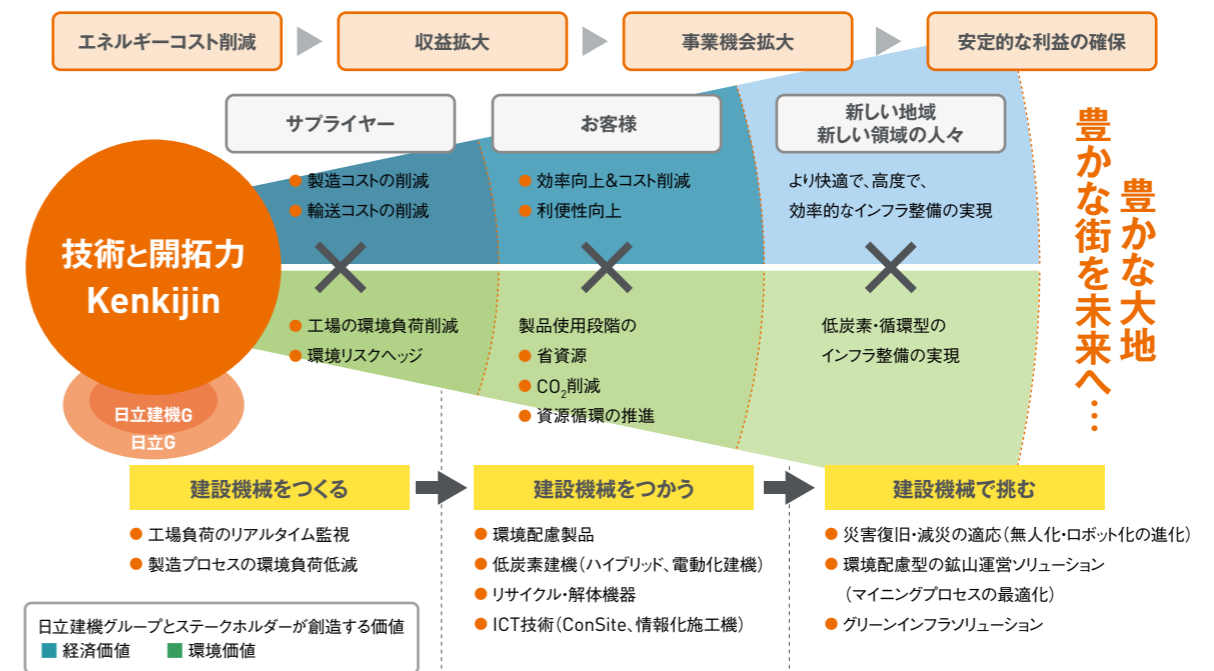 エネルギーコスト削減
収益拡大
事業機会拡大
安定的な利益の確保
サプライヤー
お客様
新しい地域
新しい領域の人々
● 製造コストの削減
● 輸送コストの削減
● 効率向上&コスト削減
● 利便性向上
より快適で、高度で、
効率的なインフラ整備の実現
技術と開拓力
Kenkijin
日立建機G
日立G
● 工場の環境負荷削減
● 環境リスクヘッジ
製品使用段階の
● 省資源
● CO₂削減
● 資源循環の推進
低炭素・循環型の
インフラ整備の実現
豊かな大地
豊かな街を未来へ…
建設機械をつくる
建設機械をつかう
建設機械で挑む
● 工場負荷のリアルタイム監視
● 製造プロセスの環境負荷低減
● 環境配慮製品
● 低炭素建機（ハイブリッド、電動化建機）
● リサイクル・解体機器
● ICT技術（ConSite、情報化施工機）
● 災害復旧・減災の適応（無人化・ロボット化の進化）
● 環境配慮型の鉱山運営ソリューション
（マイニングプロセスの最適化）
● グリーンインフラソリューション
日立建機グループとステークホルダーが創造する価値
■ 経済価値 ■ 環境価値